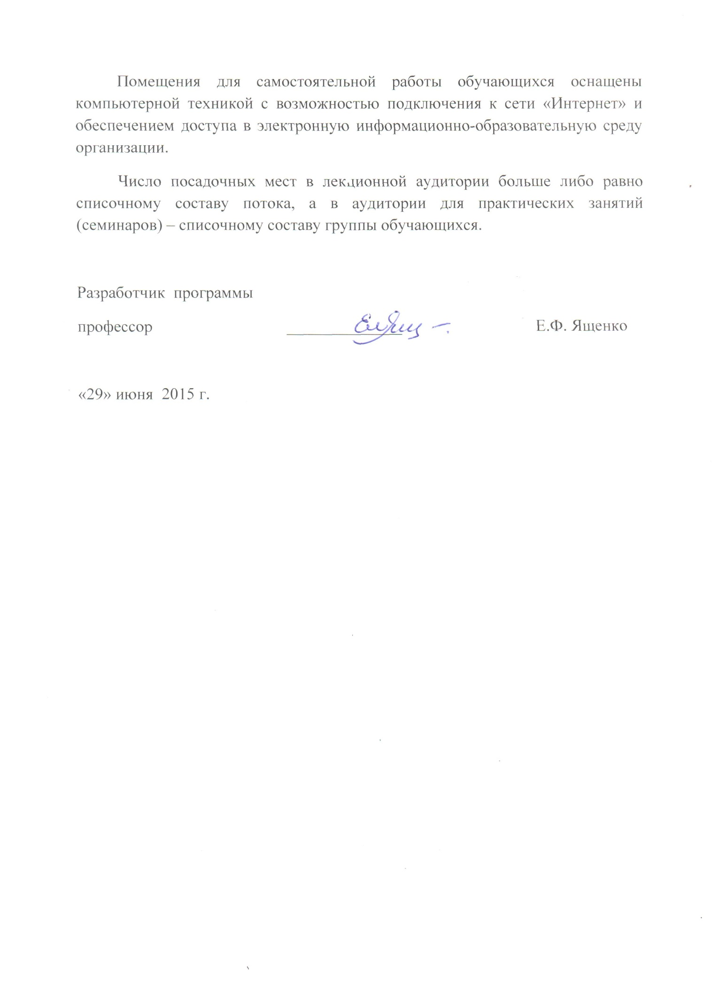 Помещения для самостоятельной работы обучающихся оснащены
компьютерной техникой с возможностью подключения к сети «Интернет» и
обеспечением доступа в электронную информационно-образовательную среду
организации.
Число посадочных мест в лекционной аудитории больше либо равно
списочному составу потока, а в аудитории для практических занятий
(семинаров) – списочному составу группы обучающихся.
Разработчик программы
профессор Е.Ф. Ященко
«29» июня 2015 г.